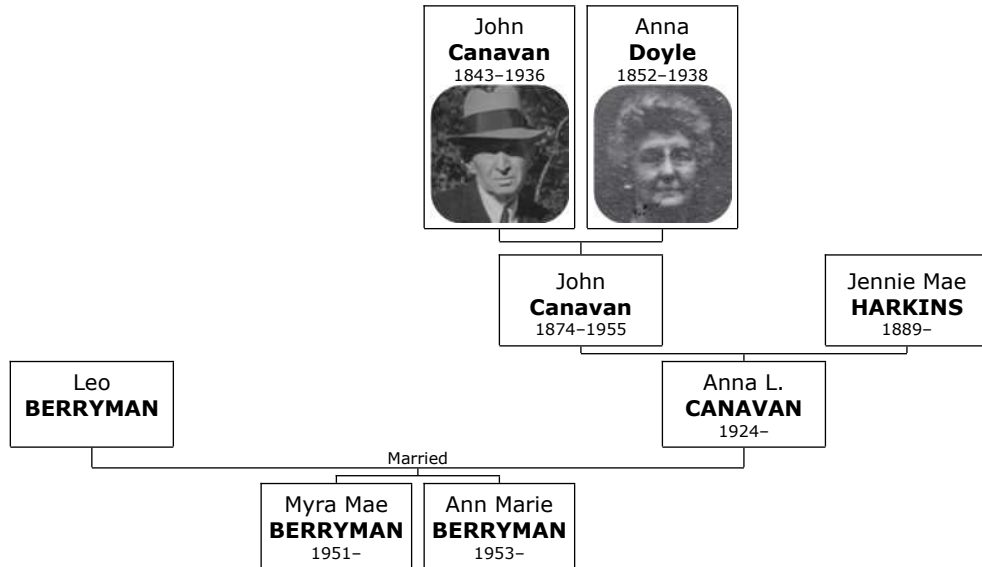 John
Canavan
1843–1936
Anna
Doyle
1852–1938
John
Canavan
1874–1955
Jennie Mae
HARKINS
1889–
Leo
BERRYMAN
Anna L.
CANAVAN
1924–
Married
Myra Mae
BERRYMAN
1951–
Ann Marie
BERRYMAN
1953–